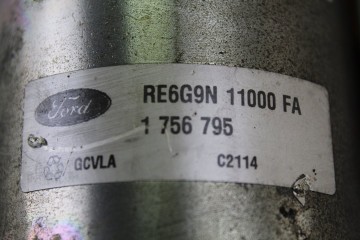 Ford
RE6G9N 11000 FA
1 756 795
GCVLA C2114